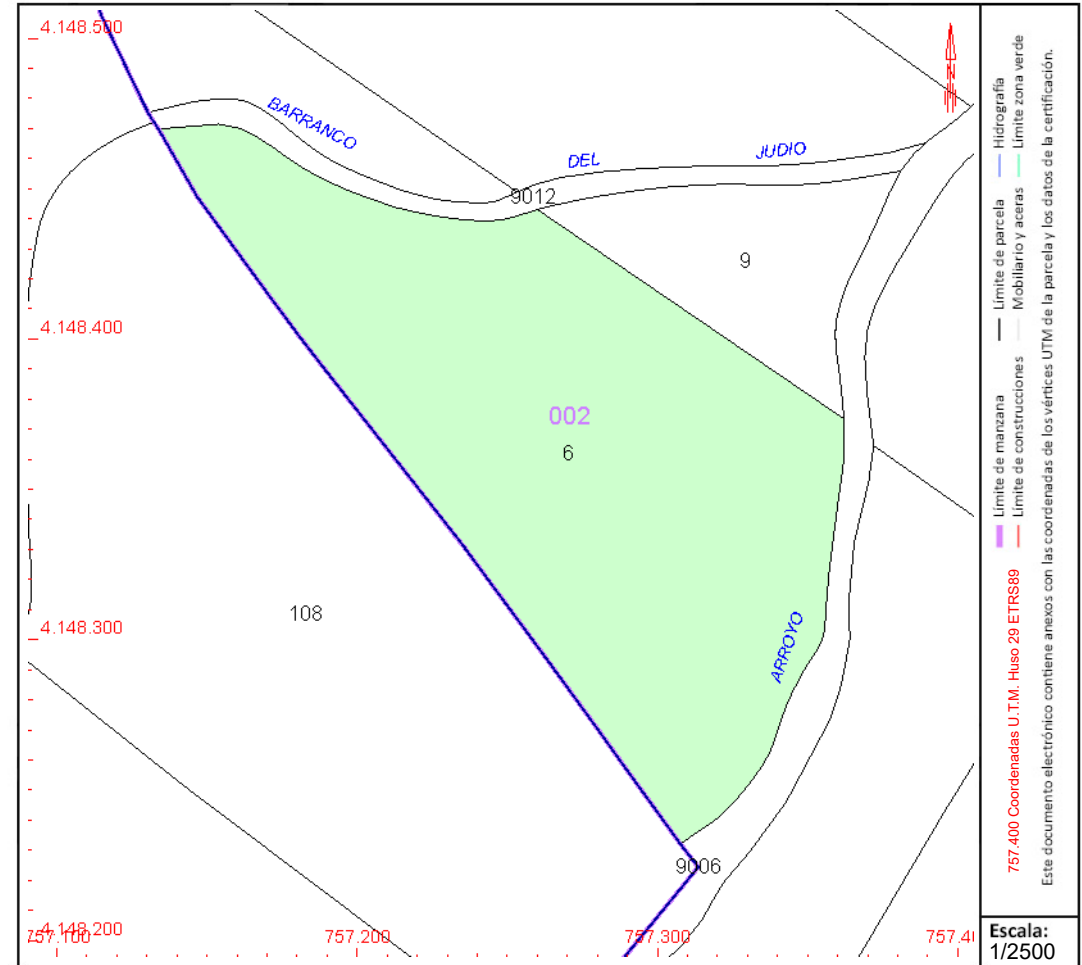 4.148.500
BARRANCO
DEL
JUDIO
9012
9
N
4.148.400
002
6
108
4.148.300
ARROYO
9006
4.148.200
757.100
757.200
757.300
757.40
Límite de manzana
Límite de parcela
Hidrografía
Límite de construcciones
Mobiliario y aceras
Límite zona verde
757.400 Coordenadas U.T.M. Huso 29 ETRS89
Este documento electrónico contiene anexos con las coordenadas de los vértices UTM de la parcela y los datos de la certificación.
Escala:
1/2500